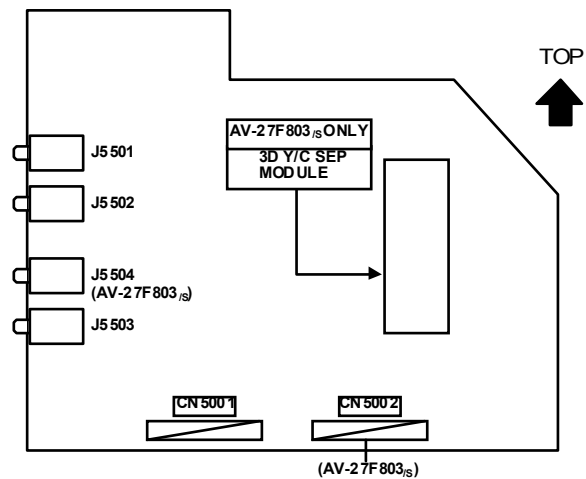 TOP
AV-27F803/S ONLY
3D Y/C SEP
MODULE
J5501
J5502
J5504
(AV-27F803/S)
J5503
CN5001
CN5002
(AV-27F803/S)